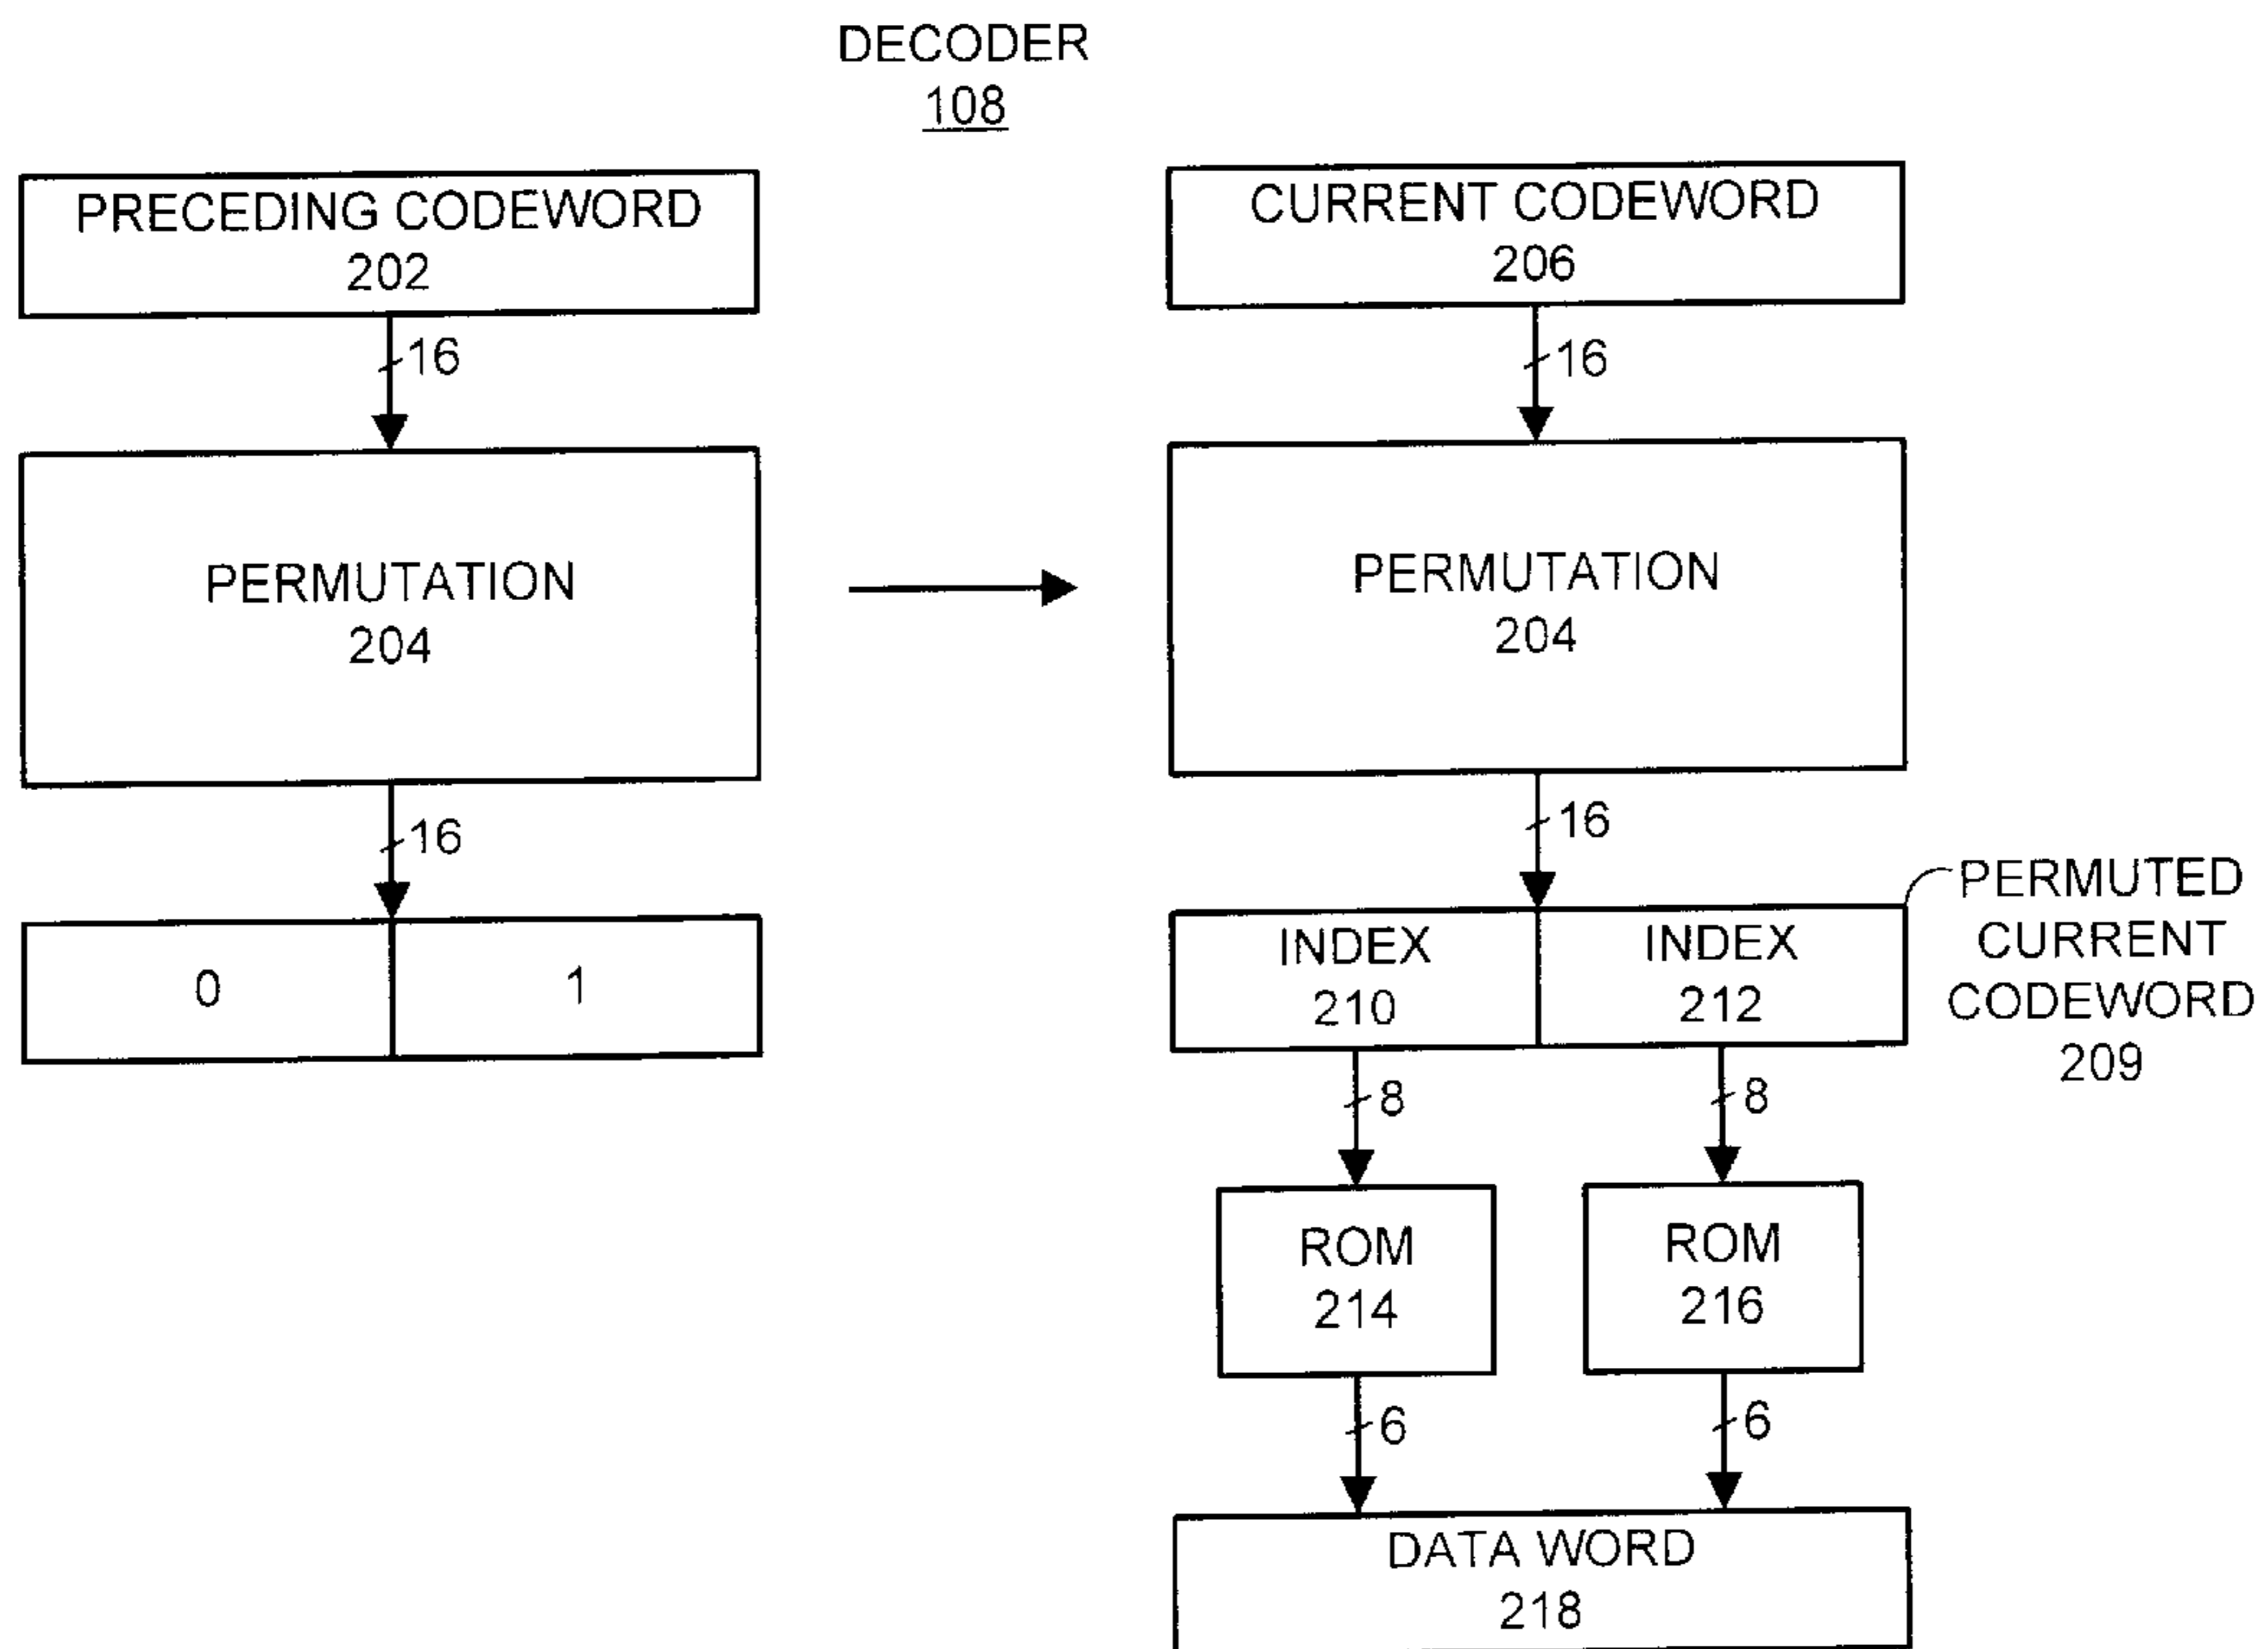 DECODER
108
PRECEDING CODEWORD
202
16
PERMUTATION
204
16
0 1
CURRENT CODEWORD
206
16
PERMUTATION
204
16
INDEX
210
INDEX
212
PERMUTED
CURRENT
CODEWORD
209
8
8
ROM
214
ROM
216
6
6
DATA WORD
218